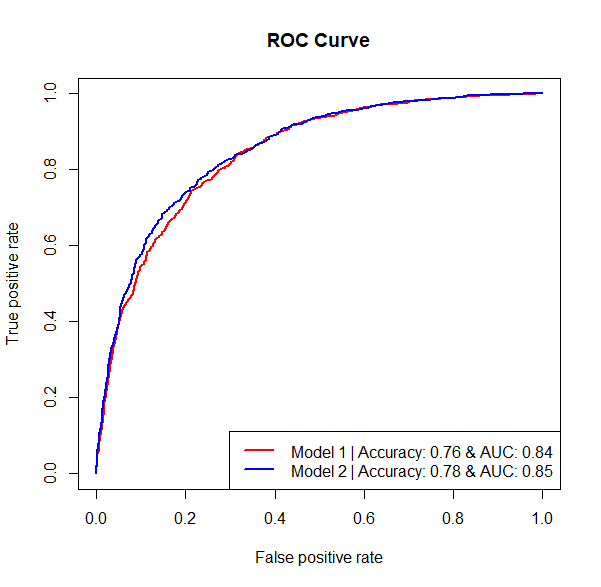 ROC Curve
True positive rate
1.0
0.8
0.6
0.4
0.2
0.0
Model 1 | Accuracy: 0.76 & AUC: 0.84
Model 2 | Accuracy: 0.78 & AUC: 0.85
0.0 0.2 0.4 0.6 0.8 1.0
False positive rate